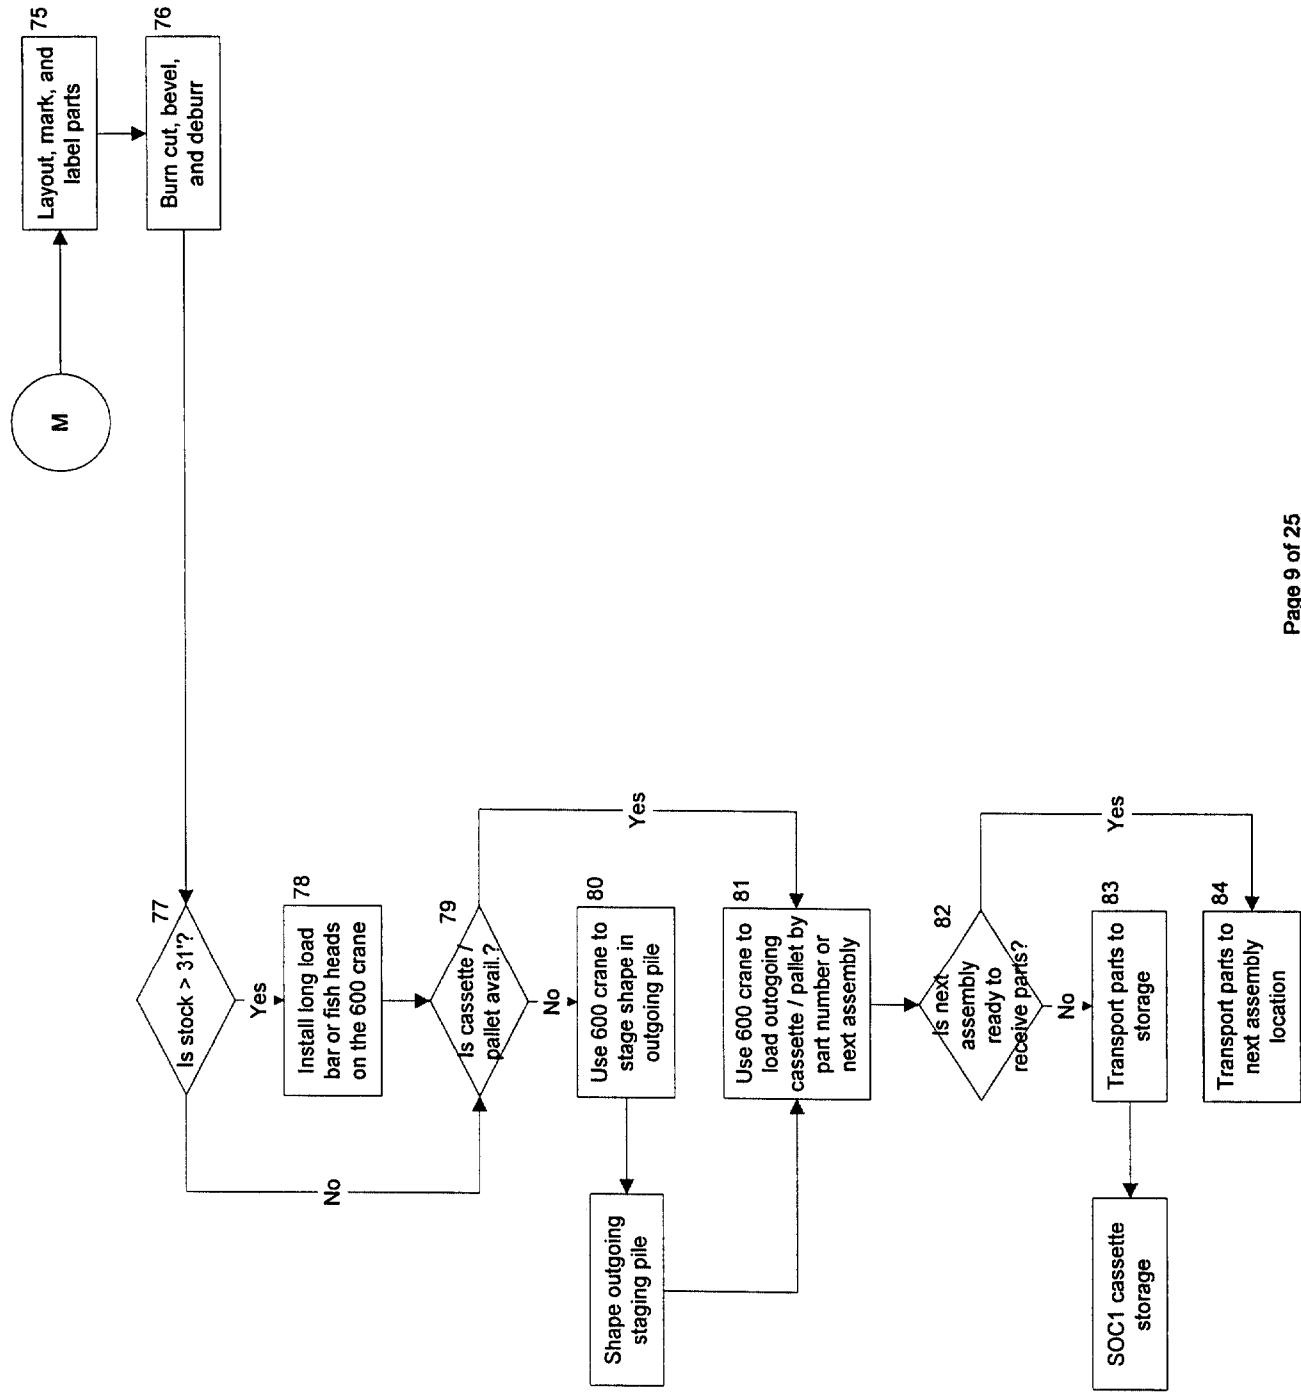 M
75
Layout, mark, and
label parts
76
Burn cut, bevel,
and deburr
77
Is stock > 31'?
Yes
No
78
Install long load
bar or fish heads
on the 600 crane
79
Is cassette /
pallet avail.?
No
Yes
80
Use 600 crane to
stage shape in
outgoing pile
Shape outgoing
staging pile
81
Use 600 crane to
load outogoing
cassette / pallet by
part number or
next assembly
82
Is next
assembly
ready to
receive parts?
No
Yes
83
Transport parts to
storage
SOC1 cassette
storage
84
Transport parts to
next assembly
location
Page 9 of 25